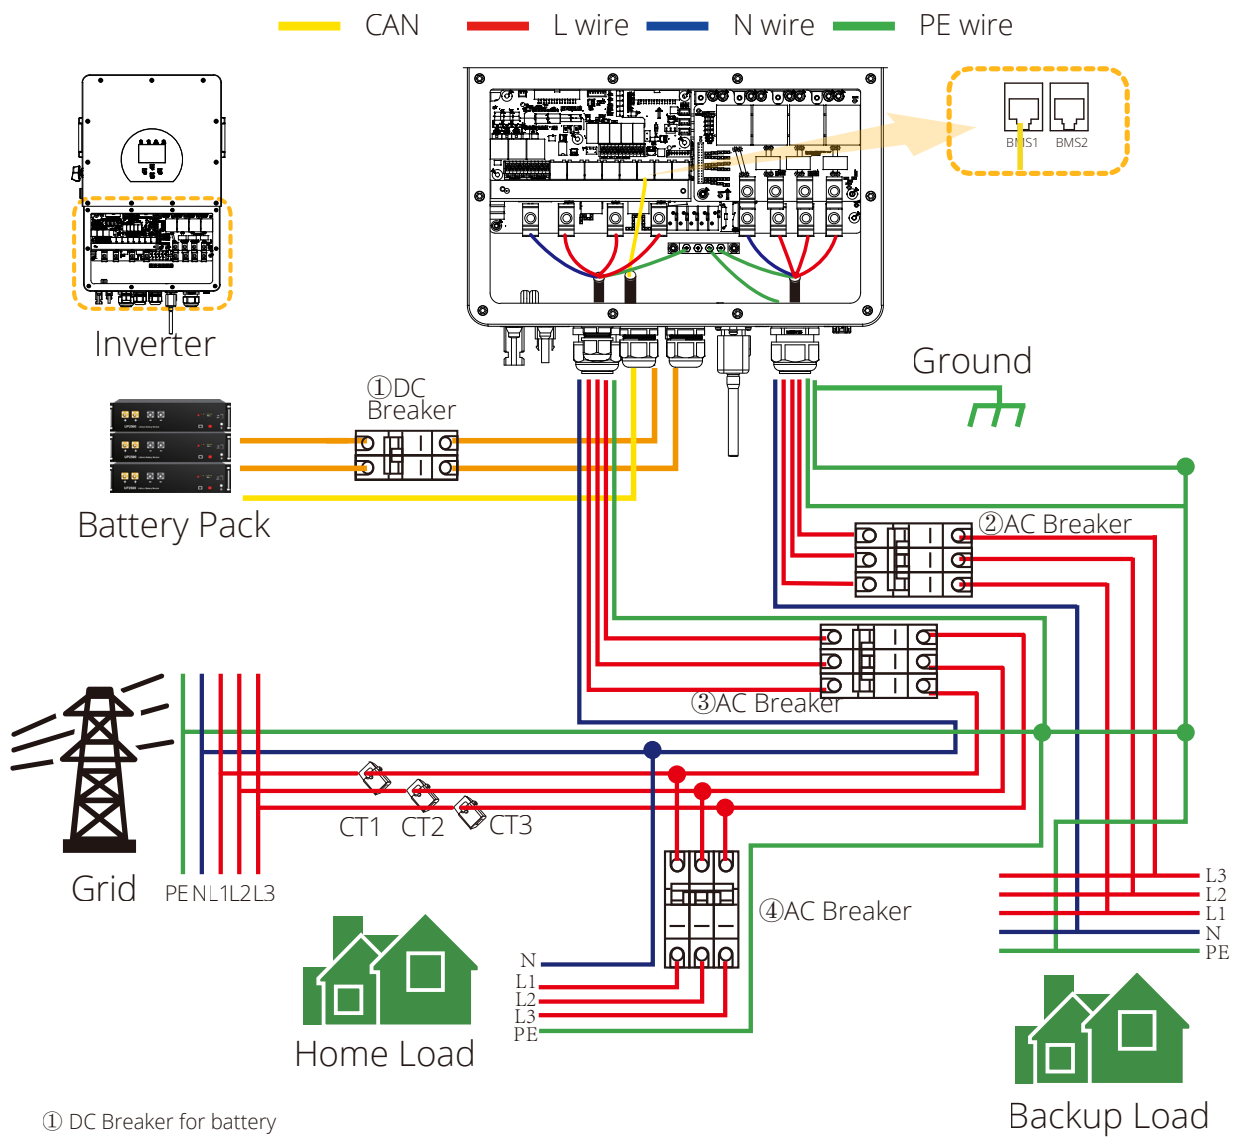 CAN L wire N wire PE wire
BMS1 BMS2
Inverter
Ground
①DC
Breaker
Battery Pack
②AC Breaker
③AC Breaker
CT1 CT2 CT3
Grid
PE N L1 L2 L3
④AC Breaker
L3
L2
L1
N
PE
N
L1
L2
L3
PE
Home Load
Backup Load
① DC Breaker for battery